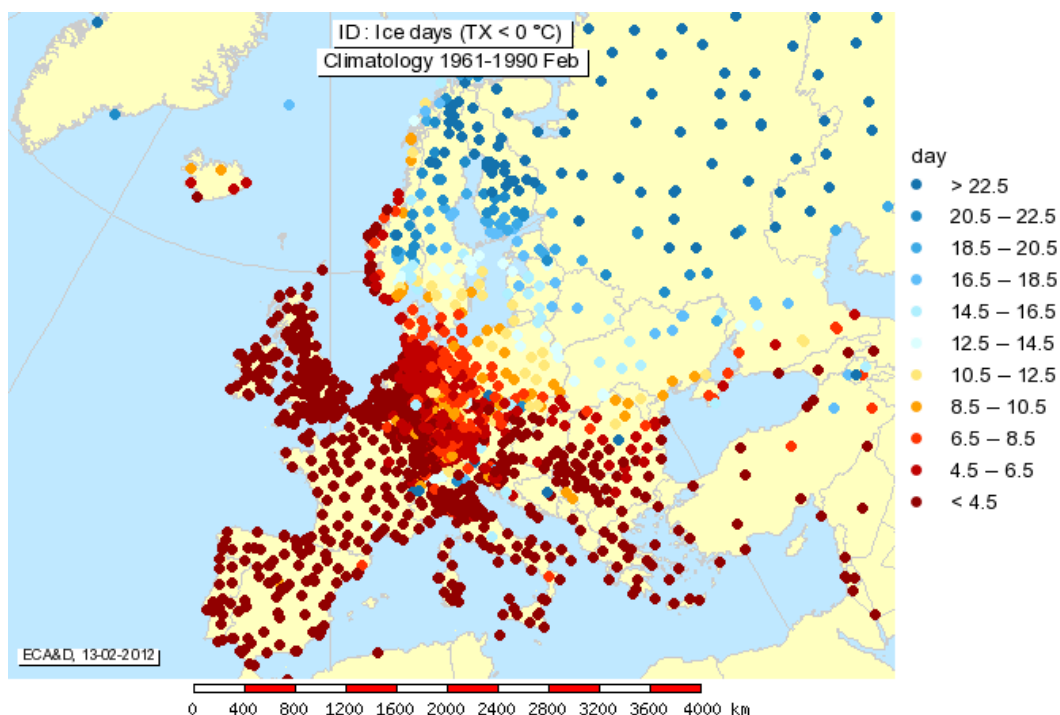 ID : Ice days (TX < 0 °C)
Climatology 1961-1990 Feb
day
> 22.5
20.5 – 22.5
18.5 – 20.5
16.5 – 18.5
14.5 – 16.5
12.5 – 14.5
10.5 – 12.5
8.5 – 10.5
6.5 – 8.5
4.5 – 6.5
< 4.5
ECA&D, 13-02-2012
0 400 800 1200 1600 2000 2400 2800 3200 3600 4000 km